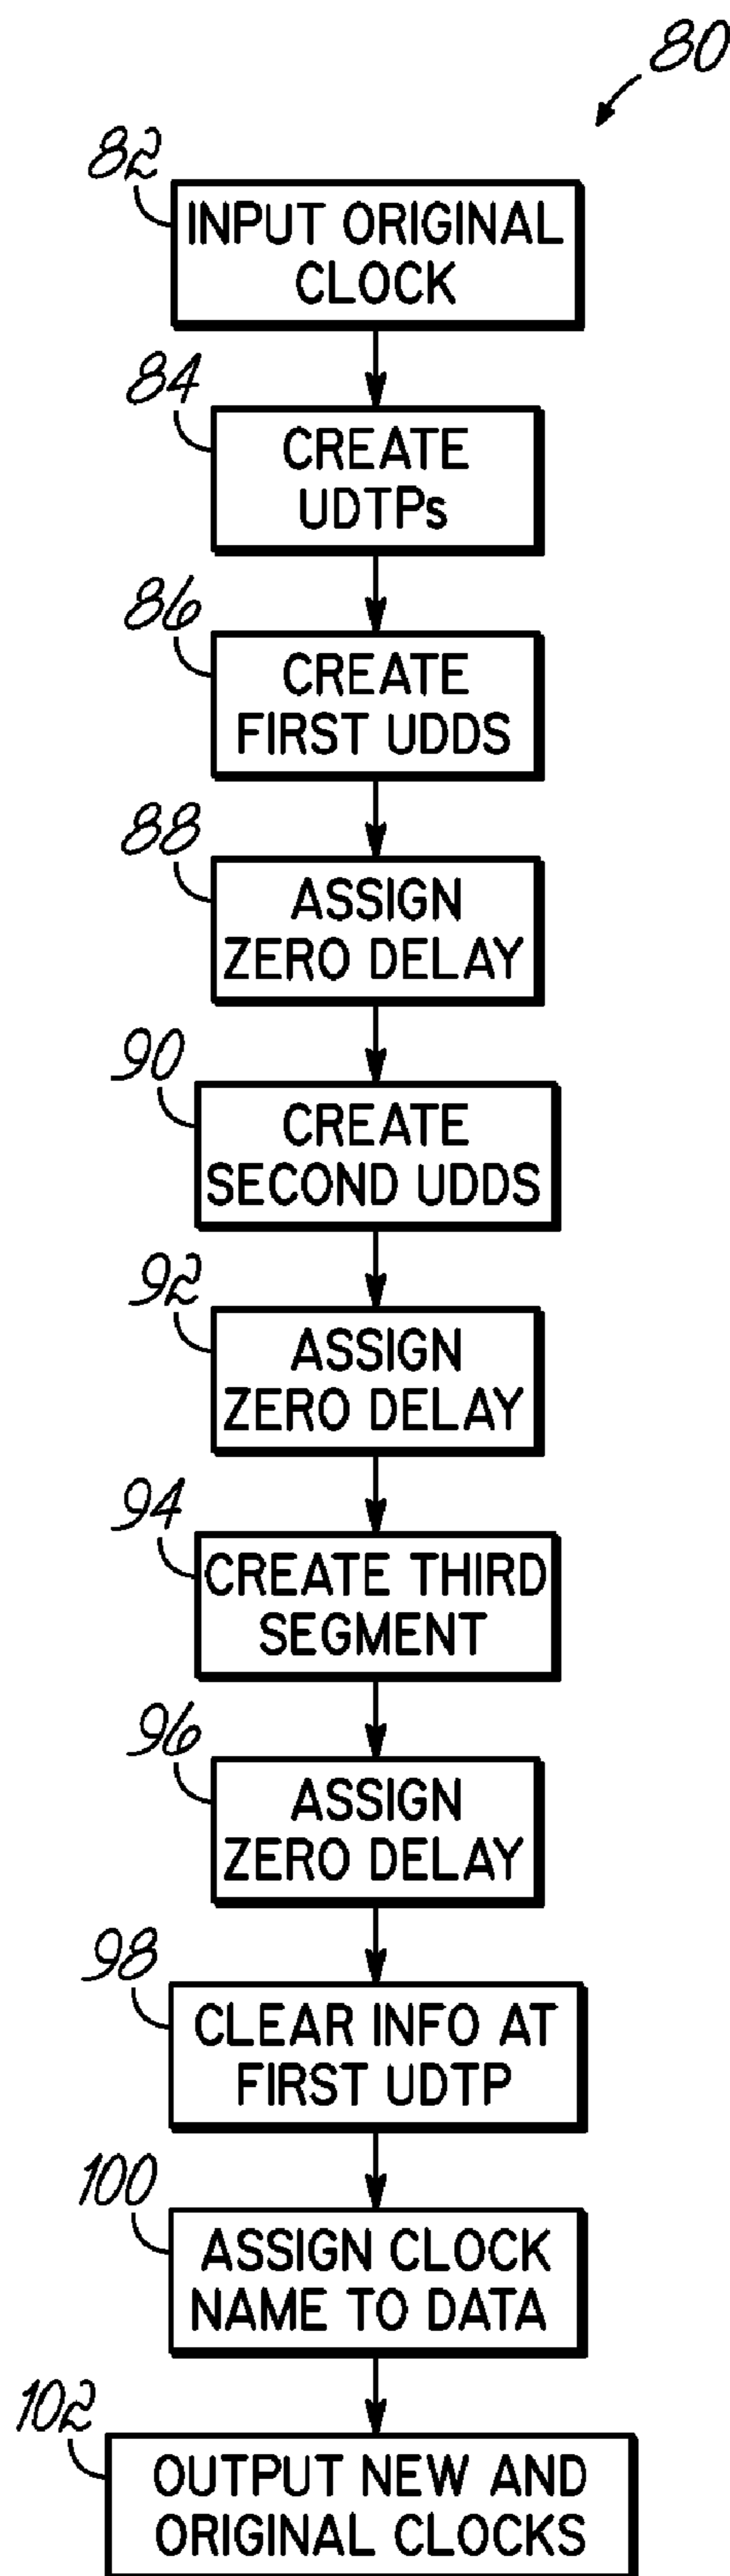 80
82
INPUT ORIGINAL
CLOCK
84
CREATE
UDTPs
86
CREATE
FIRST UDDS
88
ASSIGN
ZERO DELAY
90
CREATE
SECOND UDDS
92
ASSIGN
ZERO DELAY
94
CREATE THIRD
SEGMENT
96
ASSIGN
ZERO DELAY
98
CLEAR INFO AT
FIRST UDTP
100
ASSIGN CLOCK
NAME TO DATA
102
OUTPUT NEW AND
ORIGINAL CLOCKS